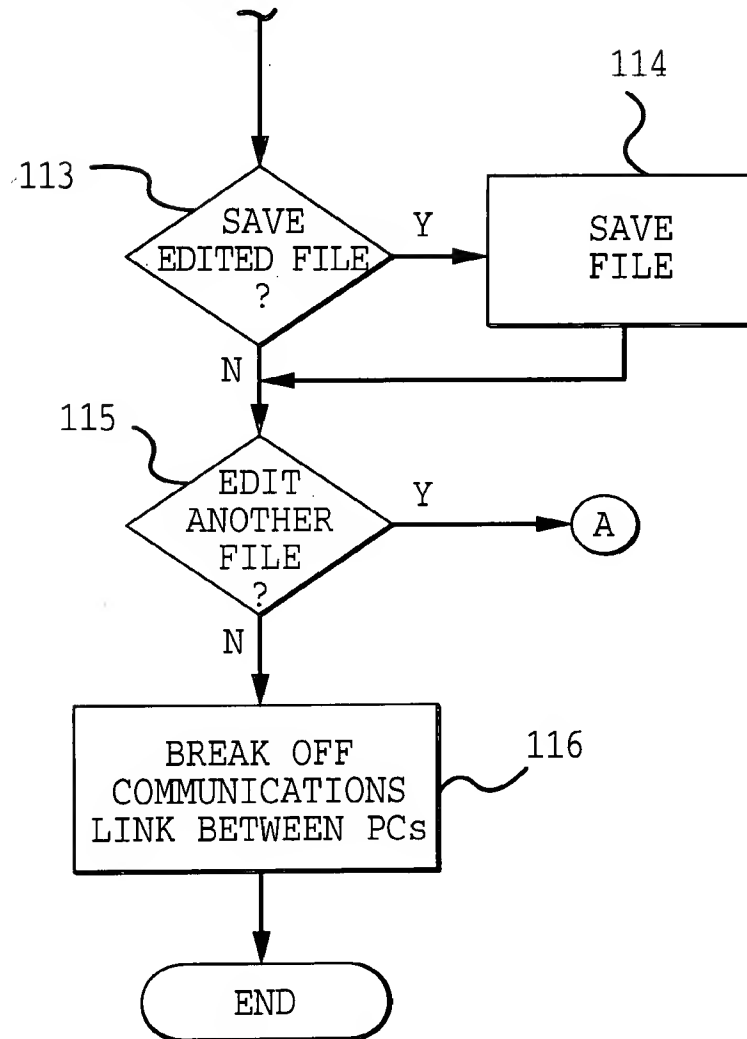 114
113
SAVE
EDITED FILE
?
Y
SAVE
FILE
N
115
EDIT
ANOTHER
FILE
?
Y
A
N
BREAK OFF
COMMUNICATIONS
LINK BETWEEN PCs
116
END